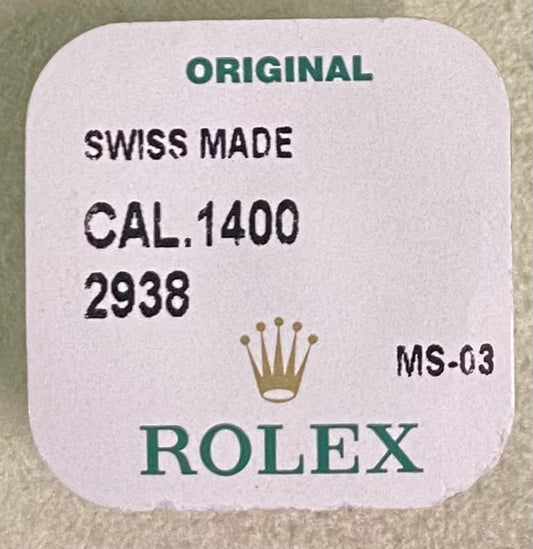 ORIGINAL
SWISS MADE
CAL.1400
2938
MS-03
ROLEX